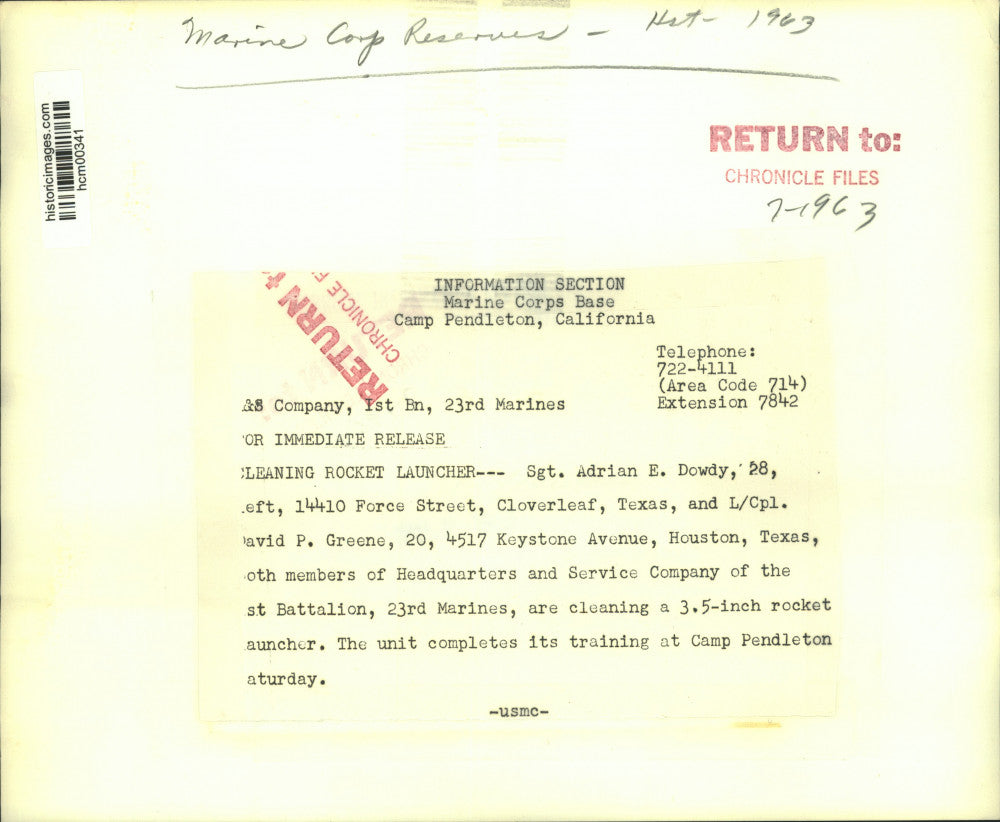 Marine Corp Reserves - Hst- 1963
historicimages.com
hcm00341
RETURN to:
CHRONICLE FILES
7-1963
RETURN to
CHRONICLE F
INFORMATION SECTION
Marine Corps Base
Camp Pendleton, California
Telephone:
722-4111
(Area Code 714)
Extension 7842
&S Company, 1st Bn, 23rd Marines
OR IMMEDIATE RELEASE
LEANING ROCKET LAUNCHER--- Sgt. Adrian E. Dowdy, 28,
eft, 14410 Force Street, Cloverleaf, Texas, and L/Cpl.
avid P. Greene, 20, 4517 Keystone Avenue, Houston, Texas,
oth members of Headquarters and Service Company of the
st Battalion, 23rd Marines, are cleaning a 3.5-inch rocket
auncher. The unit completes its training at Camp Pendleton
aturday.
-usmc-